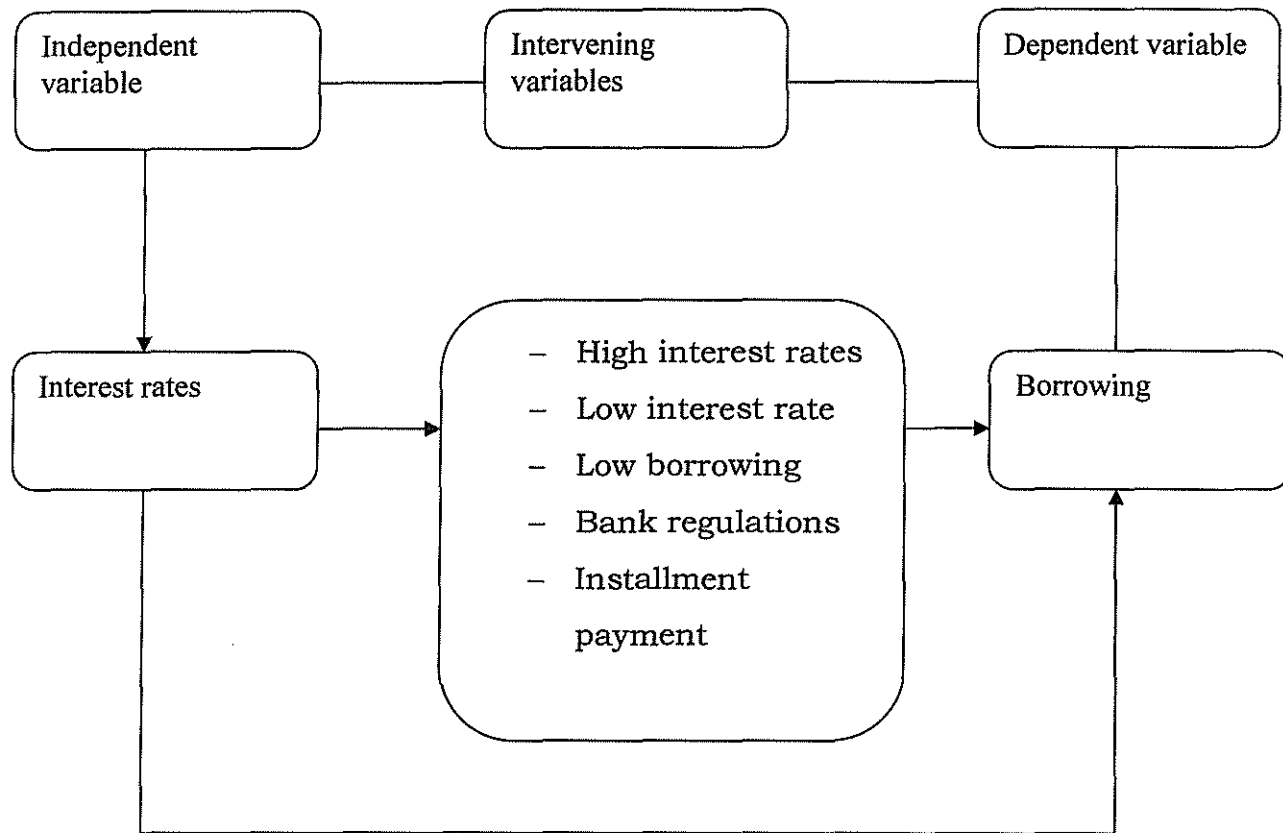 Independent
variable
Intervening
variables
Dependent variable
Interest rates
– High interest rates
– Low interest rate
– Low borrowing
– Bank regulations
– Installment
payment
Borrowing